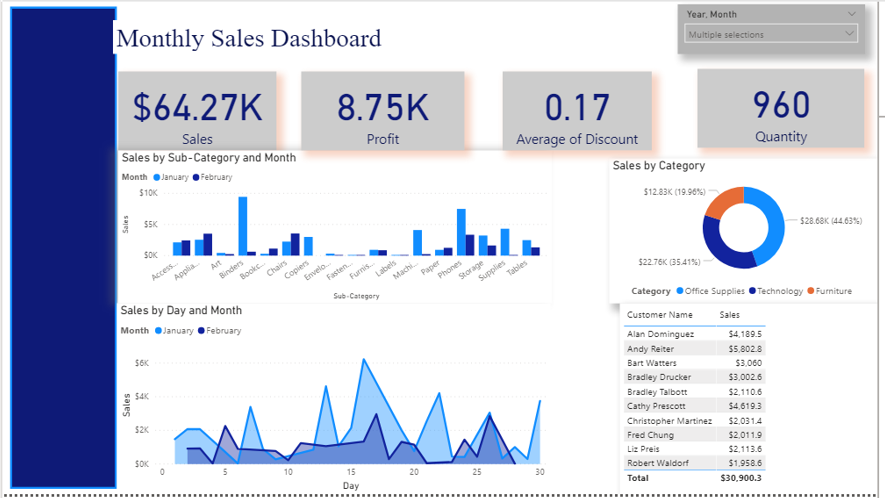 Monthly Sales Dashboard
Year, Month
Multiple selections
$64.27K
Sales
8.75K
Profit
0.17
Average of Discount
960
Quantity
Sales by Sub-Category and Month
Month January February
$10K
$5K
$0K
Sales
Access... Applia... Art Binders Bookc... Chairs Copiers Envelo... Fasten... Furnis... Labels Machi... Paper Phones Storage Supplies Tables
Sub-Category
Sales by Category
$12.83K (19.96%)
$28.68K (44.63%)
$22.76K (35.41%)
Category Office Supplies Technology Furniture
Sales by Day and Month
Month January February
$6K
$4K
$2K
$0K
Sales
0 5 10 15 20 25 30
Day
Customer Name Sales
Alan Dominguez $4,189.5
Andy Reiter $5,802.8
Bart Watters $3,060
Bradley Drucker $3,002.6
Bradley Talbott $2,110.6
Cathy Prescott $4,619.3
Christopher Martinez $2,031.4
Fred Chung $2,011.9
Liz Preis $2,113.6
Robert Waldorf $1,958.6
Total $30,900.3